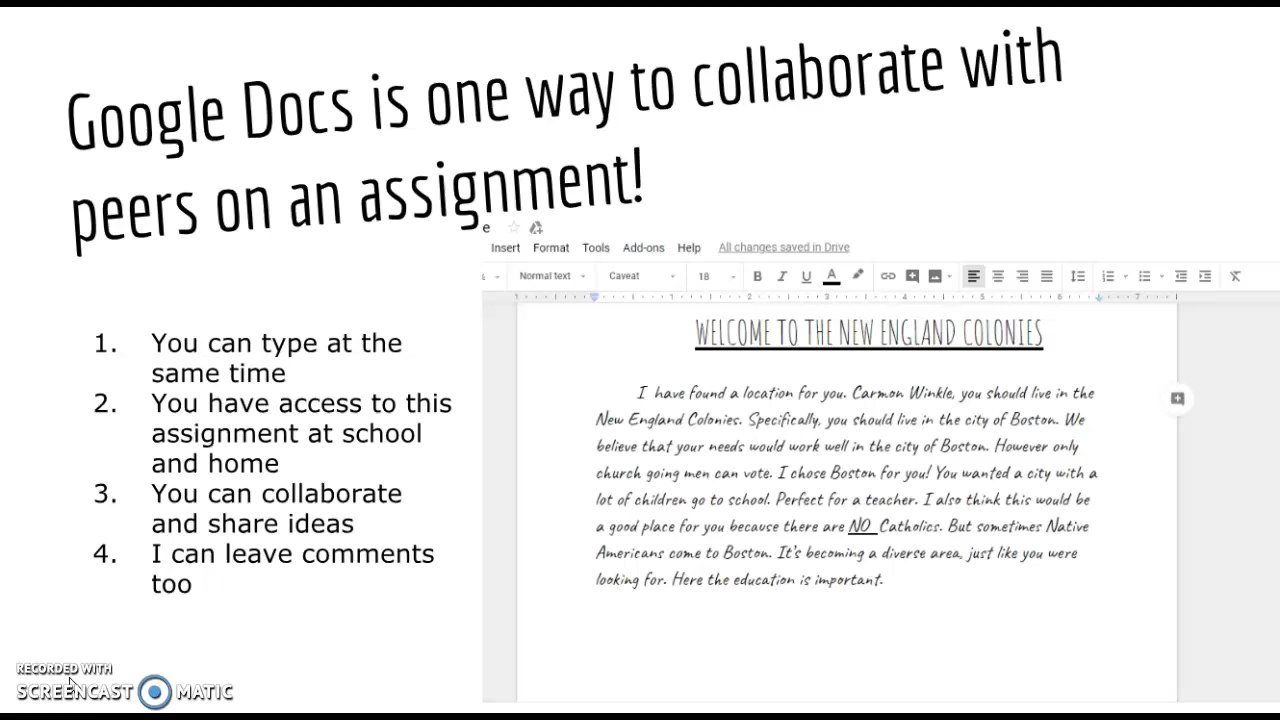 Google Docs is one way to collaborate with
peers on an assignment!
e
Insert Format Tools Add-ons Help All changes saved in Drive
Normal text Caveat 18 B I U A
1 1 2 3 4 5 6 7
WELCOME TO THE NEW ENGLAND COLONIES
I have found a location for you. Carmon Winkle, you should live in the
New England Colonies. Specifically, you should live in the city of Boston. We
believe that your needs would work well in the city of Boston. However only
church going men can vote. I chose Boston for you! You wanted a city with a
lot of children go to school. Perfect for a teacher. I also think this would be
a good place for you because there are NO Catholics. But sometimes Native
Americans come to Boston. It's becoming a diverse area, just like you were
looking for. Here the education is important.
1. You can type at the
same time
2. You have access to this
assignment at school
and home
3. You can collaborate
and share ideas
4. I can leave comments
too
RECORDED WITH
SCREENCAST MATIC